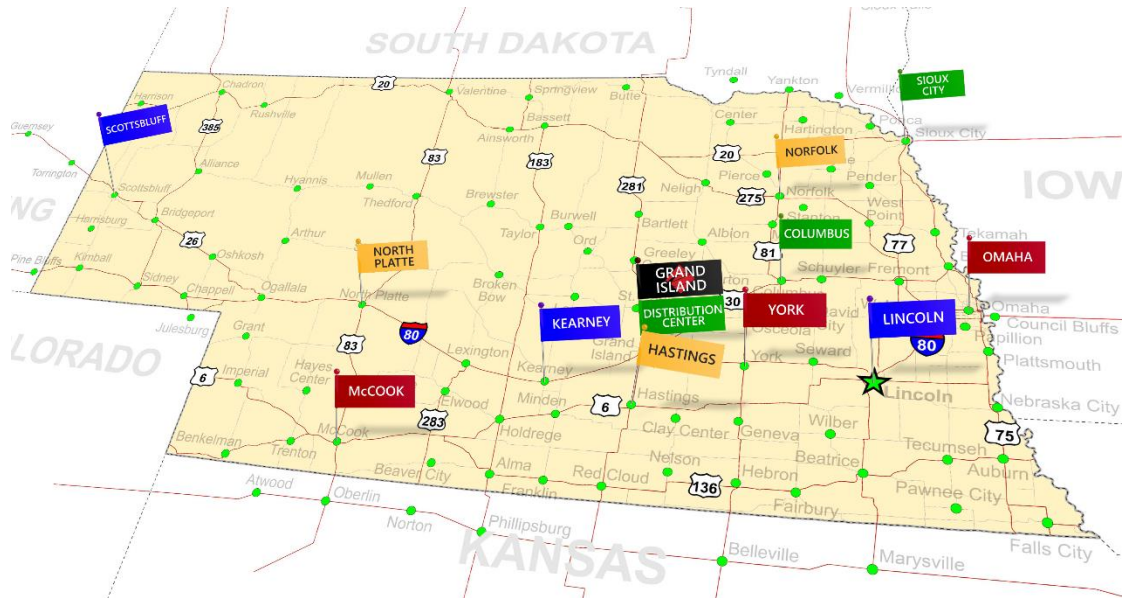 SOUTH DAKOTA
Tyndall
Yankton
Vermilli
SIOUX
CITY
20
Harrison
Chadron
Rushville
Valentine
Springview
Butte
Center
Hartington
Ponca
Sioux City
SCOTTSBLUFF
Guernsey
385
Bassett
Ainsworth
20
NORFOLK
Torrington
Alliance
83
183
281
Pierce
Pender
IOW
Scottsbluff
Hyannis
Mullen
Thedford
Brewster
Neligh
275
Norfolk
West
Point
Stanton
NG
Harrisburg
Bridgeport
Burwell
Bartlett
Taylor
Ord
Albion
81
COLUMBUS
77
Tekamah
26
Arthur
Oshkosh
NORTH
PLATTE
Greeley
OMAHA
Pine Bluffs
Kimball
Sidney
Chappell
Ogallala
North Platte
Broken
Bow
GRAND
ISLAND
Schuyler
Fremont
DISTRIBUTION
CENTER
30
YORK
Osceola
LINCOLN
Omaha
Council Bluffs
Papillion
Julesburg
Grant
80
KEARNEY
Grand
Island
HASTINGS
80
Plattsmouth
LORADO
83
Lexington
Kearney
York
Seward
6
Imperial
Hayes
Center
McCOOK
Elwood
Minden
6
Hastings
Lincoln
Nebraska City
McCook
283
Holdrege
Clay Center
Geneva
Wilber
Tecumseh
75
Benkelman
Trenton
Beaver City
Alma
Franklin
Red Cloud
Nelson
136
Hebron
Beatrice
Auburn
Fairbury
Pawnee City
Atwood
Oberlin
Norton
Phillipsburg
KANSAS
Belleville
Marysville
Falls City